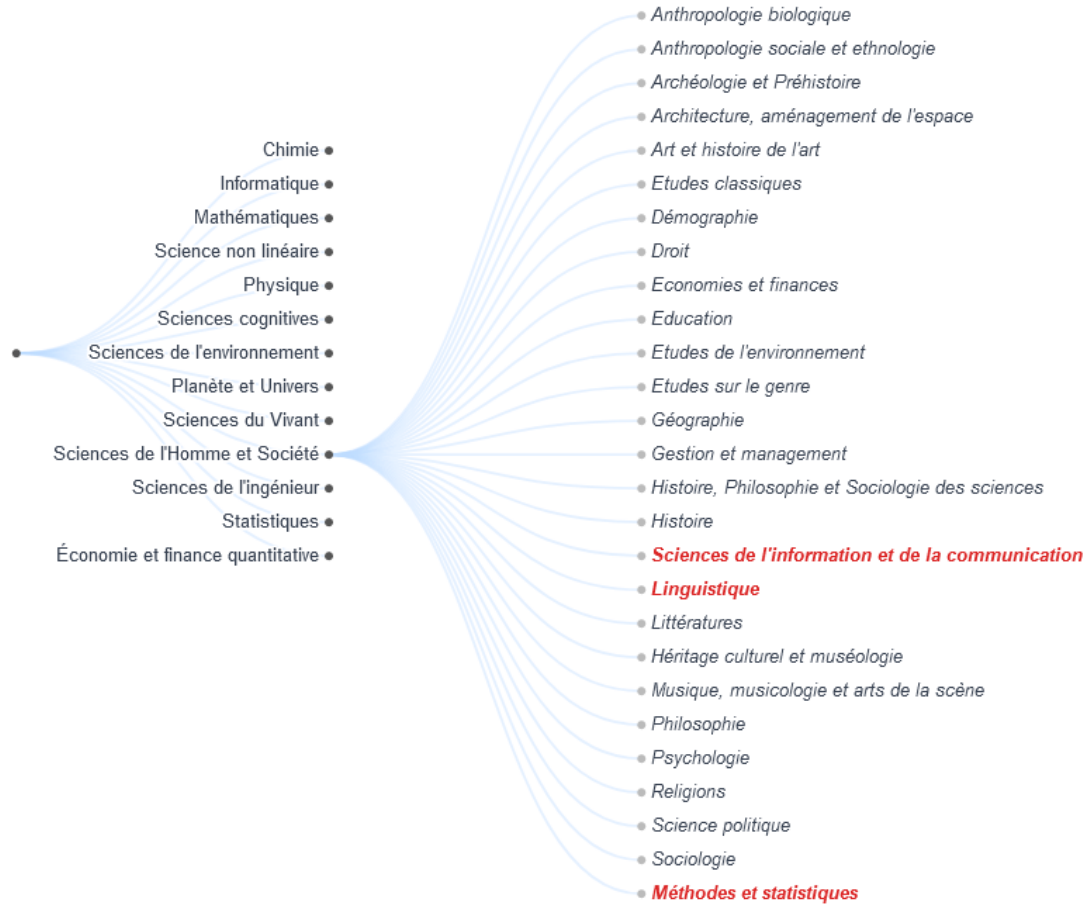 Chimie
Informatique
Mathématiques
Science non linéaire
Physique
Sciences cognitives
Sciences de l'environnement
Planète et Univers
Sciences du Vivant
Sciences de l'Homme et Société
Sciences de l'ingénieur
Statistiques
Économie et finance quantitative
Anthropologie biologique
Anthropologie sociale et ethnologie
Archéologie et Préhistoire
Architecture, aménagement de l'espace
Art et histoire de l'art
Etudes classiques
Démographie
Droit
Economies et finances
Education
Etudes de l'environnement
Etudes sur le genre
Géographie
Gestion et management
Histoire, Philosophie et Sociologie des sciences
Histoire
Sciences de l'information et de la communication
Linguistique
Littératures
Héritage culturel et muséologie
Musique, musicologie et arts de la scène
Philosophie
Psychologie
Religions
Science politique
Sociologie
Méthodes et statistiques